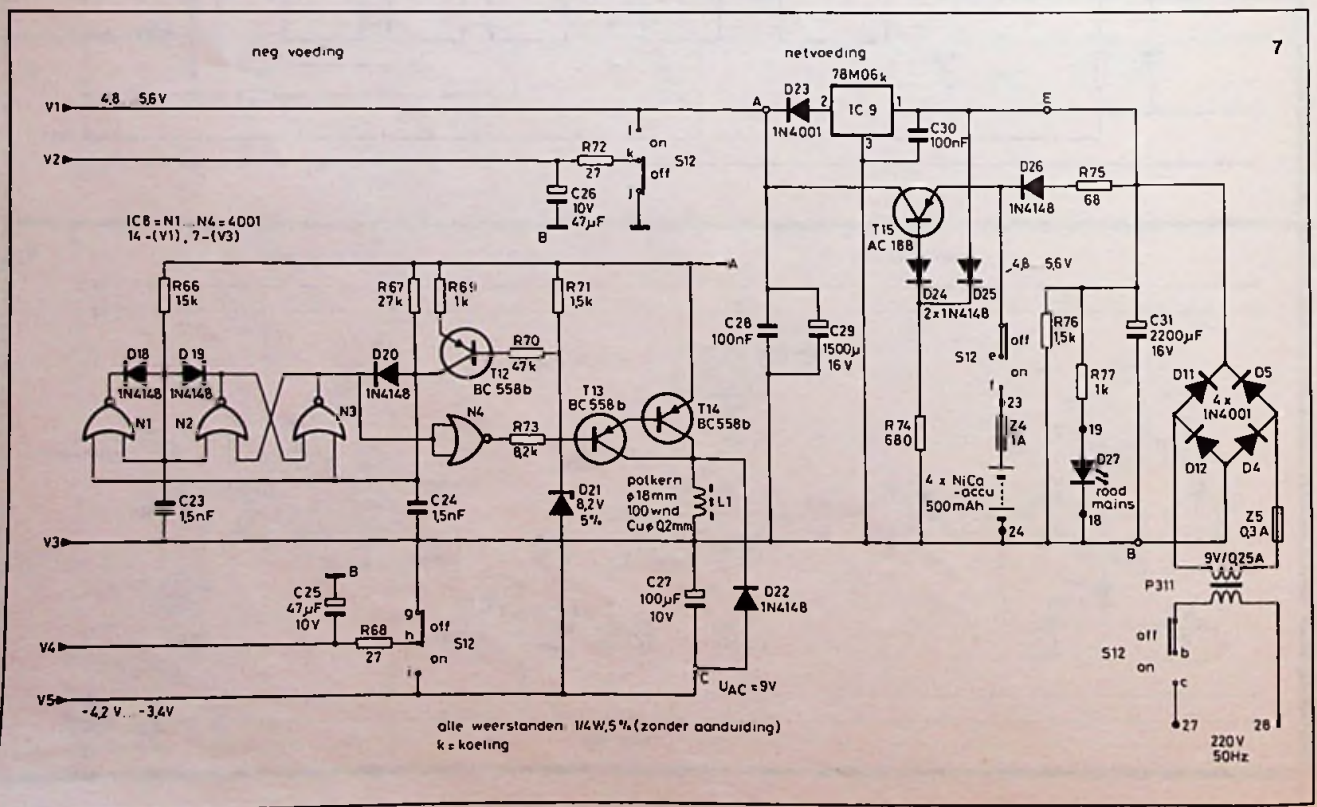 neg voeding
netvoeding
7
78M06k
V1
4,8 5,6V
A
D23
2
IC 9
1
E
1N4001
3
C30
100nF
V2
R72
27
l
k
j
on
off
S12
C26
10V
47µF
B
D26
1N4148
R75
68
T15
AC 188
IC8=N1...N4=4001
14-(V1), 7-(V3)
A
R66
15k
R67
27k
R69
1k
R71
1,5k
D24
D25
2x1N4148
4,8 5,6V
C28
100nF
C29
1500µ
16V
R76
1,5k
C31
2200µF
16V
D18
1N4148
D19
1N4148
D20
1N4148
T12
BC 558b
R70
47k
S12
e
off
on
f
R77
1k
D11
D5
4 x
1N4001
N1
N2
N3
N4
T13
BC 558b
T14
BC558b
R73
8,2k
R74
680
23
Z4
1A
19
D27
rood
mains
18
D12
D4
C23
1,5nF
C24
1,5nF
D21
8,2V
5%
potkern
ø18mm
100wnd
Cuø 0,2mm
L1
4 x NiCa
-accu
500mAh
24
Z5
0,3 A
V3
B
9V/0,25A
B
C25
47µF
10V
g
h
i
off
on
S12
C27
100µF
10V
D22
1N4148
P311
V4
R68
27
off
S12
on
b
c
C
UAC = 9V
V5
-4,2 V... -3,4V
alle weerstanden 1/4W,5% (zonder aanduiding)
k = koeling
27
28
220V
50Hz